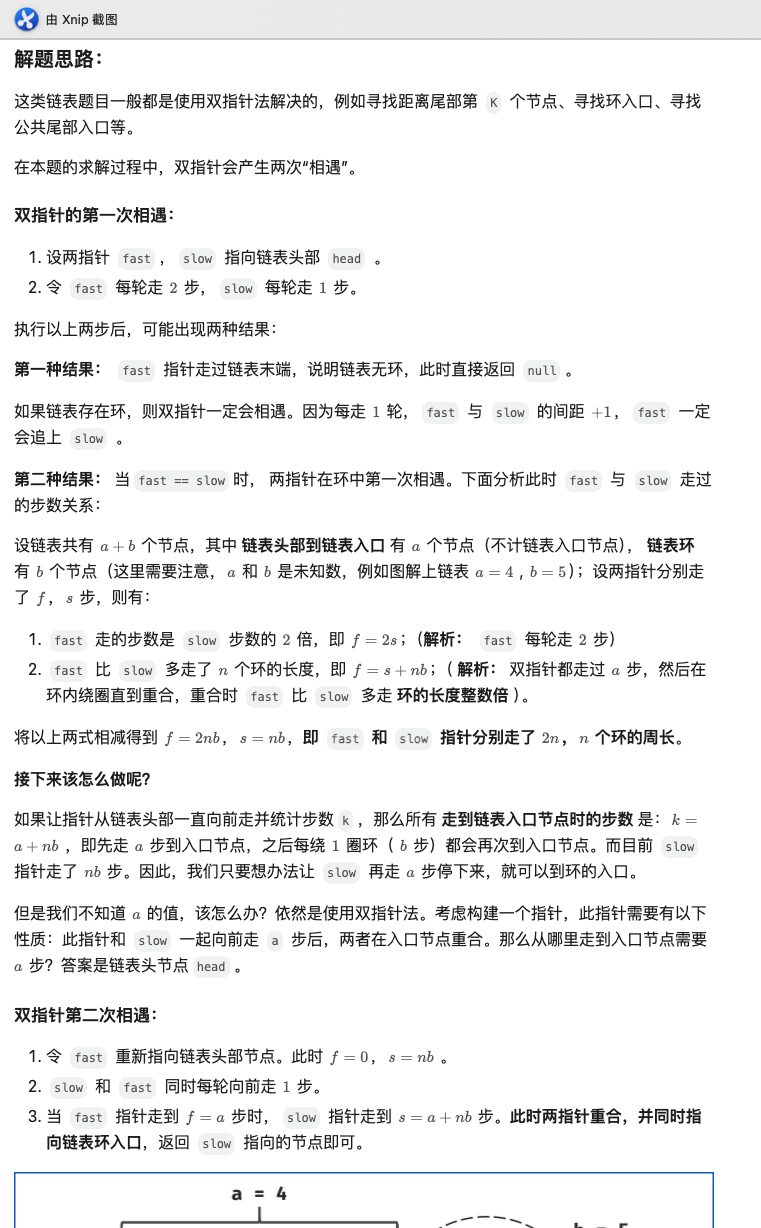 由 Xnip 截图
解题思路：
这类链表题目一般都是使用双指针法解决的，例如寻找距离尾部第 K 个节点、寻找环入口、寻找
公共尾部入口等。
在本题的求解过程中，双指针会产生两次“相遇”。
双指针的第一次相遇：
1. 设两指针 fast ， slow 指向链表头部 head 。
2. 令 fast 每轮走 2 步， slow 每轮走 1 步。
执行以上两步后，可能出现两种结果：
第一种结果： fast 指针走过链表末端，说明链表无环，此时直接返回 null 。
如果链表存在环，则双指针一定会相遇。因为每走 1 轮， fast 与 slow 的间距 +1， fast 一定
会追上 slow 。
第二种结果： 当 fast == slow 时， 两指针在环中第一次相遇。下面分析此时 fast 与 slow 走过
的步数关系：
设链表共有 a + b 个节点，其中 链表头部到链表入口 有 a 个节点（不计链表入口节点）， 链表环
有 b 个节点（这里需要注意， a 和 b 是未知数，例如图解上链表 a = 4 , b = 5）；设两指针分别走
了 f ， s 步，则有：
1. fast 走的步数是 slow 步数的 2 倍，即 f = 2s；（解析： fast 每轮走 2 步）
2. fast 比 slow 多走了 n 个环的长度，即 f = s + nb；（ 解析： 双指针都走过 a 步，然后在
环内绕圈直到重合，重合时 fast 比 slow 多走 环的长度整数倍 ）。
将以上两式相减得到 f = 2nb， s = nb，即 fast 和 slow 指针分别走了 2n， n 个环的周长。
接下来该怎么做呢？
如果让指针从链表头部一直向前走并统计步数 k ，那么所有 走到链表入口节点时的步数 是： k =
a + nb ，即先走 a 步到入口节点，之后每绕 1 圈环（ b 步）都会再次到入口节点。而目前 slow
指针走了 nb 步。因此，我们只要想办法让 slow 再走 a 步停下来，就可以到环的入口。
但是我们不知道 a 的值，该怎么办？依然是使用双指针法。考虑构建一个指针，此指针需要有以下
性质：此指针和 slow 一起向前走 a 步后，两者在入口节点重合。那么从哪里走到入口节点需要
a 步？答案是链表头节点 head 。
双指针第二次相遇：
1. 令 fast 重新指向链表头部节点。此时 f = 0， s = nb 。
2. slow 和 fast 同时每轮向前走 1 步。
3. 当 fast 指针走到 f = a 步时， slow 指针走到 s = a + nb 步。此时两指针重合，并同时指
向链表环入口，返回 slow 指向的节点即可。
a = 4